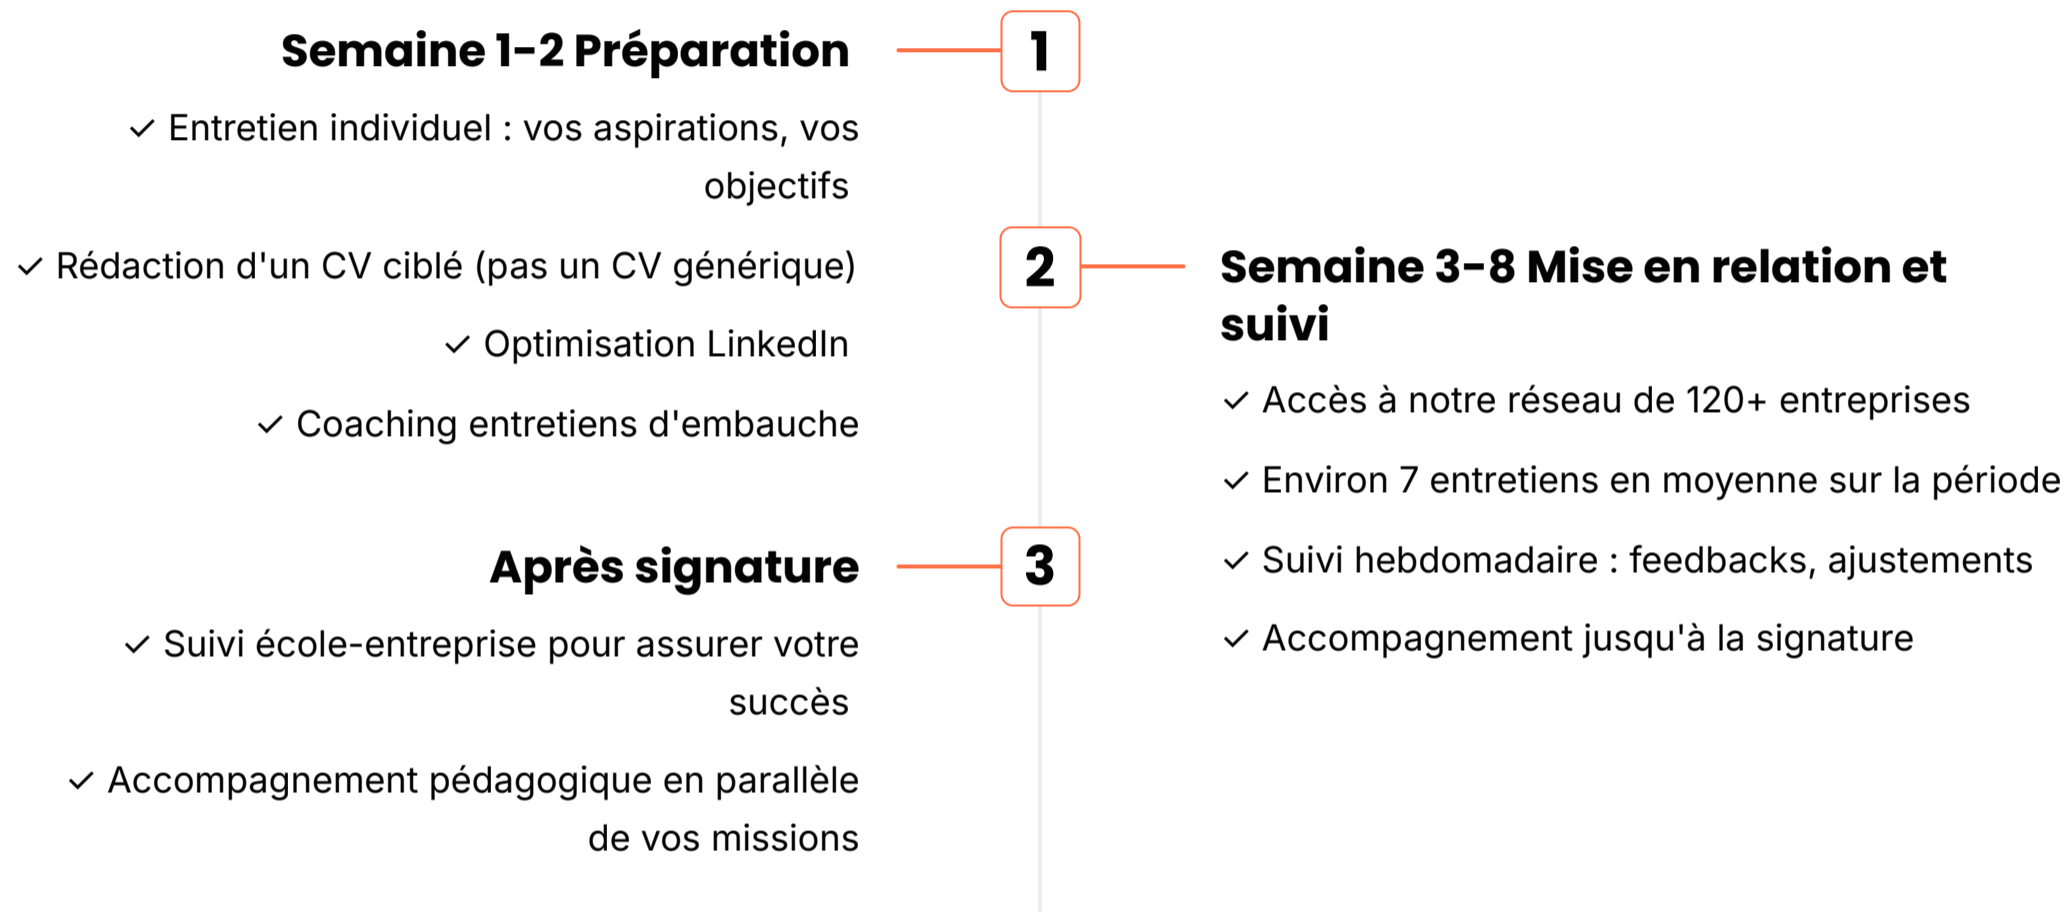 Semaine 1-2 Préparation
1
✓ Entretien individuel : vos aspirations, vos
objectifs
✓ Rédaction d'un CV ciblé (pas un CV générique)
✓ Optimisation LinkedIn
✓ Coaching entretiens d'embauche
2
Semaine 3-8 Mise en relation et
suivi
✓ Accès à notre réseau de 120+ entreprises
✓ Environ 7 entretiens en moyenne sur la période
✓ Suivi hebdomadaire : feedbacks, ajustements
✓ Accompagnement jusqu'à la signature
Après signature
3
✓ Suivi école-entreprise pour assurer votre
succès
✓ Accompagnement pédagogique en parallèle
de vos missions